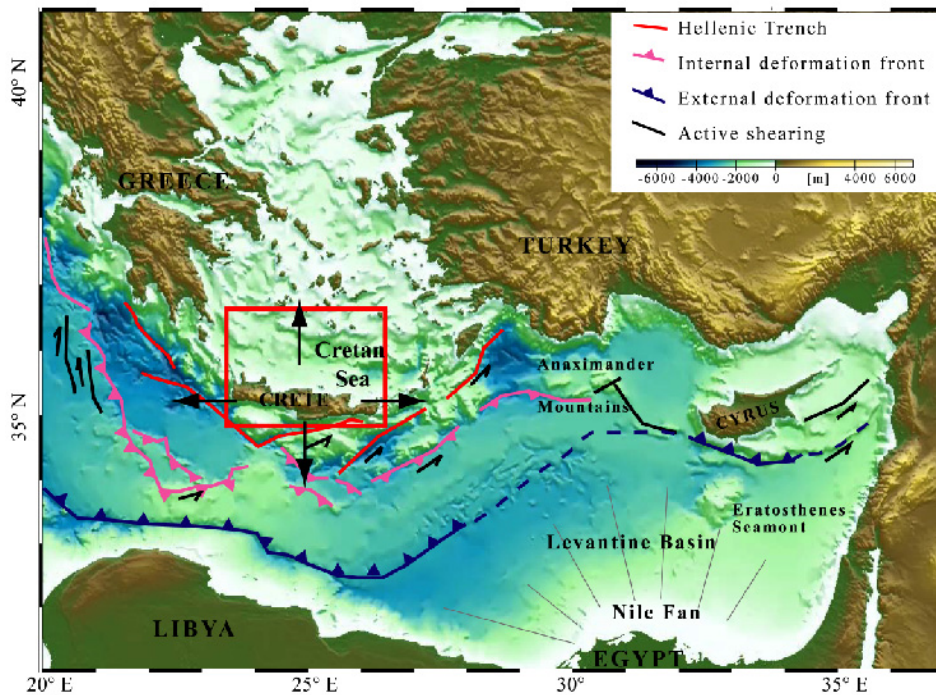 Hellenic Trench
Internal deformation front
External deformation front
Active shearing
-6000 -4000 -2000 0 [m] 4000 6000
40° N
35° N
GREECE
TURKEY
Cretan
Sea
CRETE
Anaximander
Mountains
CYRUS
Eratosthenes
Seamont
Levantine Basin
Nile Fan
LIBYA
EGYPT
20° E 25° E 30° E 35° E